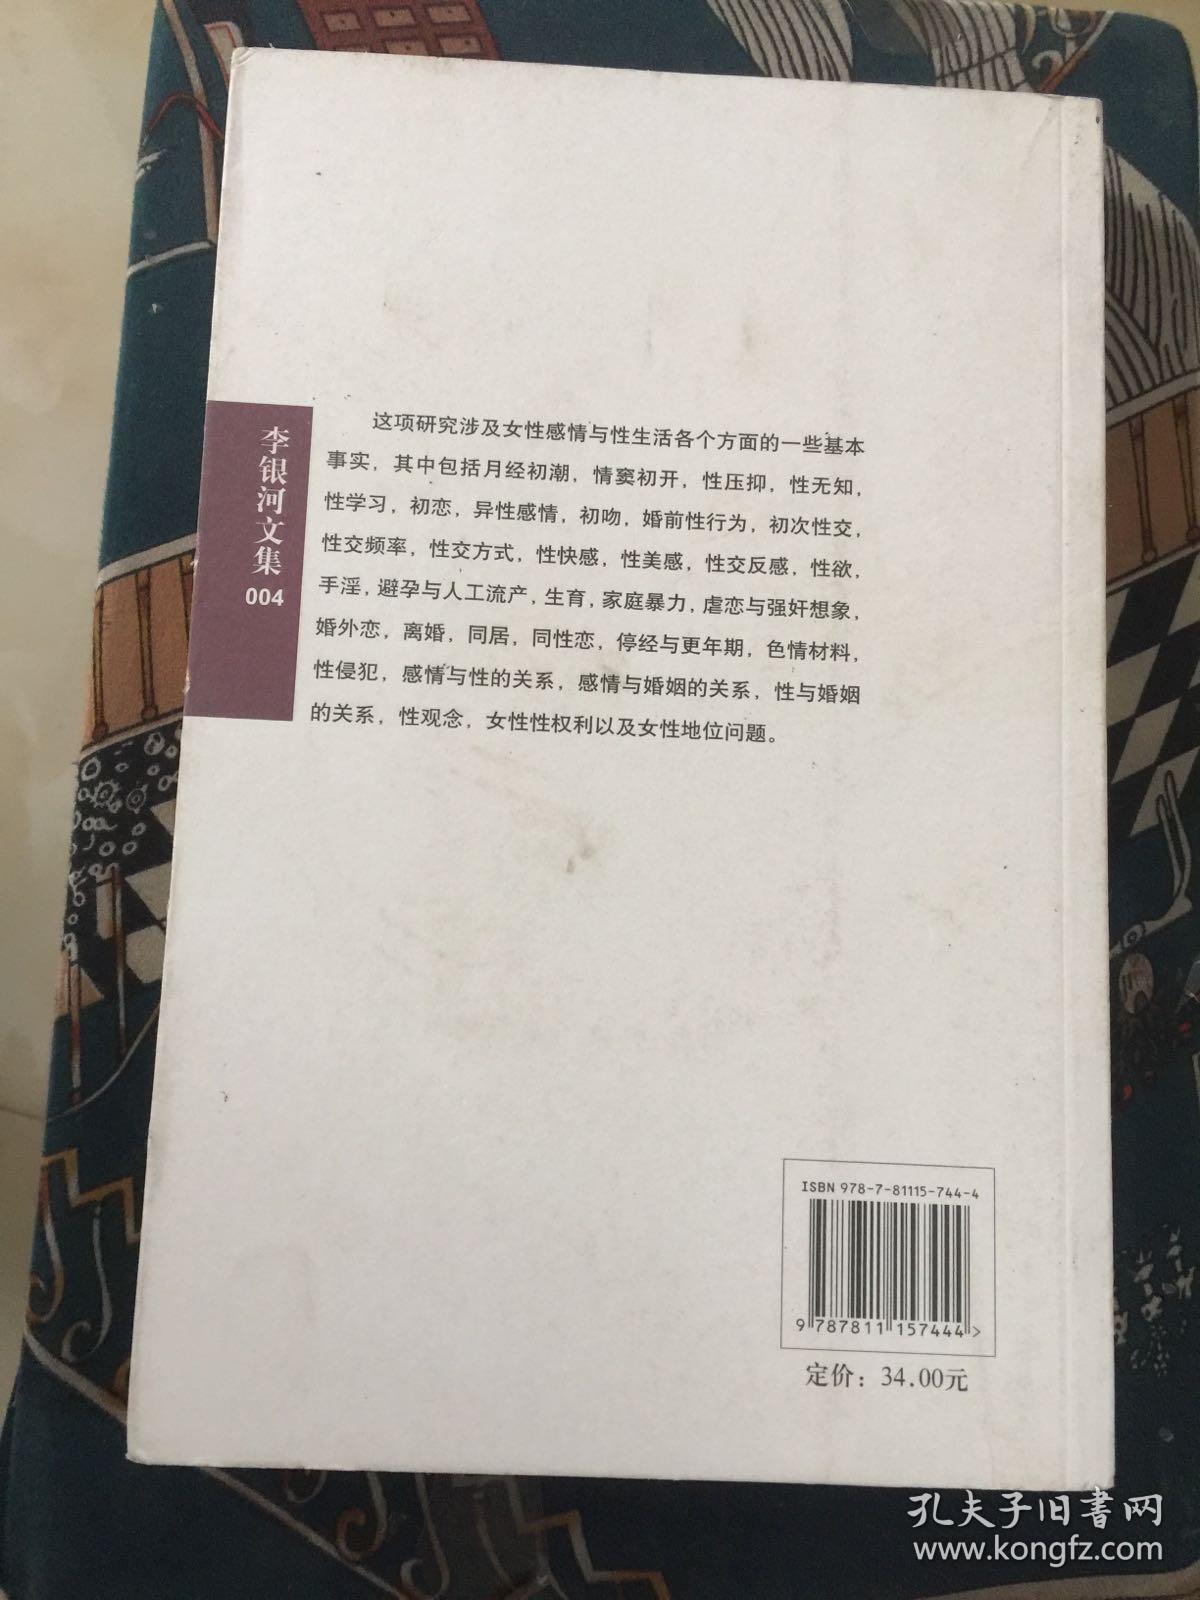 李银河文集
004
这项研究涉及女性感情与性生活各个方面的一些基本
事实，其中包括月经初潮，情窦初开，性压抑，性无知，
性学习，初恋，异性感情，初吻，婚前性行为，初次性交，
性交频率，性交方式，性快感，性美感，性交反感，性欲，
手淫，避孕与人工流产，生育，家庭暴力，虐恋与强奸想象，
婚外恋，离婚，同居，同性恋，停经与更年期，色情材料，
性侵犯，感情与性的关系，感情与婚姻的关系，性与婚姻
的关系，性观念，女性性权利以及女性地位问题。
ISBN 978-7-81115-744-4
9 787811 157444 >
定价：34.00元
孔夫子旧书网
www.kongfz.com